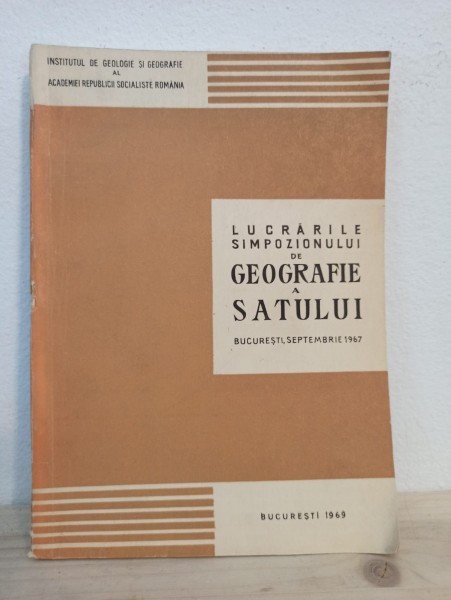 INSTITUTUL DE GEOLOGIE SI GEOGRAFIE
AL
ACADEMIEI REPUBLICII SOCIALISTE ROMÂNIA
LUCRĂRILE
SIMPOZIONULUI
DE
GEOGRAFIE
A
SATULUI
BUCUREȘTI, SEPTEMBRIE 1967
BUCUREȘTI 1969